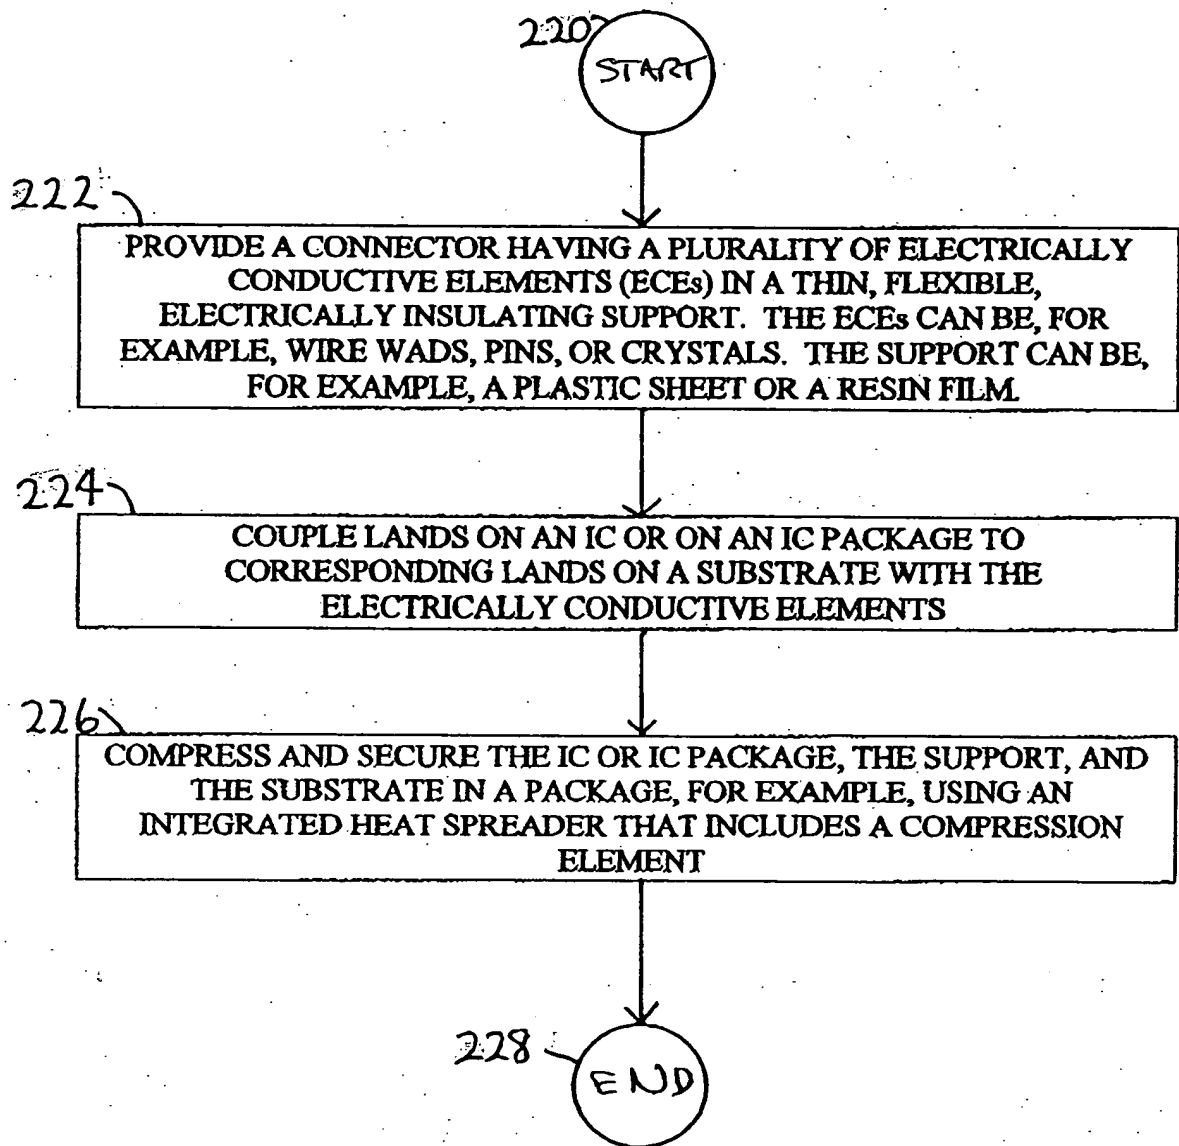 220
START
222
PROVIDE A CONNECTOR HAVING A PLURALITY OF ELECTRICALLY
CONDUCTIVE ELEMENTS (ECEs) IN A THIN, FLEXIBLE,
ELECTRICALLY INSULATING SUPPORT. THE ECEs CAN BE, FOR
EXAMPLE, WIRE WADS, PINS, OR CRYSTALS. THE SUPPORT CAN BE,
FOR EXAMPLE, A PLASTIC SHEET OR A RESIN FILM.
224
COUPLE LANDS ON AN IC OR ON AN IC PACKAGE TO
CORRESPONDING LANDS ON A SUBSTRATE WITH THE
ELECTRICALLY CONDUCTIVE ELEMENTS
226
COMPRESS AND SECURE THE IC OR IC PACKAGE, THE SUPPORT, AND
THE SUBSTRATE IN A PACKAGE, FOR EXAMPLE, USING AN
INTEGRATED HEAT SPREADER THAT INCLUDES A COMPRESSION
ELEMENT
228
END